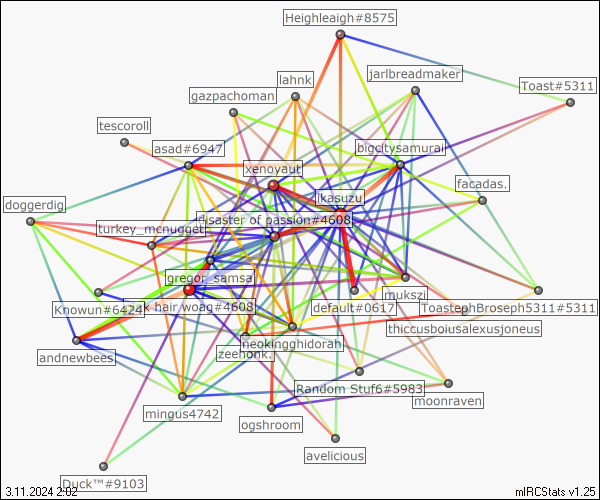 Heighleaigh#8575
jarlbreadmaker
lahnk
Toast#5311
gazpachoman
tescoroll
asad#6947
bigcitysamurai
xenoyaut
facadas.
jkasuzu
doggerdig
disaster of passion#4608
turkey_mcnugget
gregor_samsa
mukszi
Knowun#6424
k hair woag#4608
default#0617
ToastephBroseph5311#5311
thiccusboiusalexusjoneus
neokingghidorah
zeehonk.
andnewbees
Random Stuf6#5983
moonraven
mingus4742
ogshroom
avelicious
Duck™#9103
3.11.2024 2:02
mIRCStats v1.25